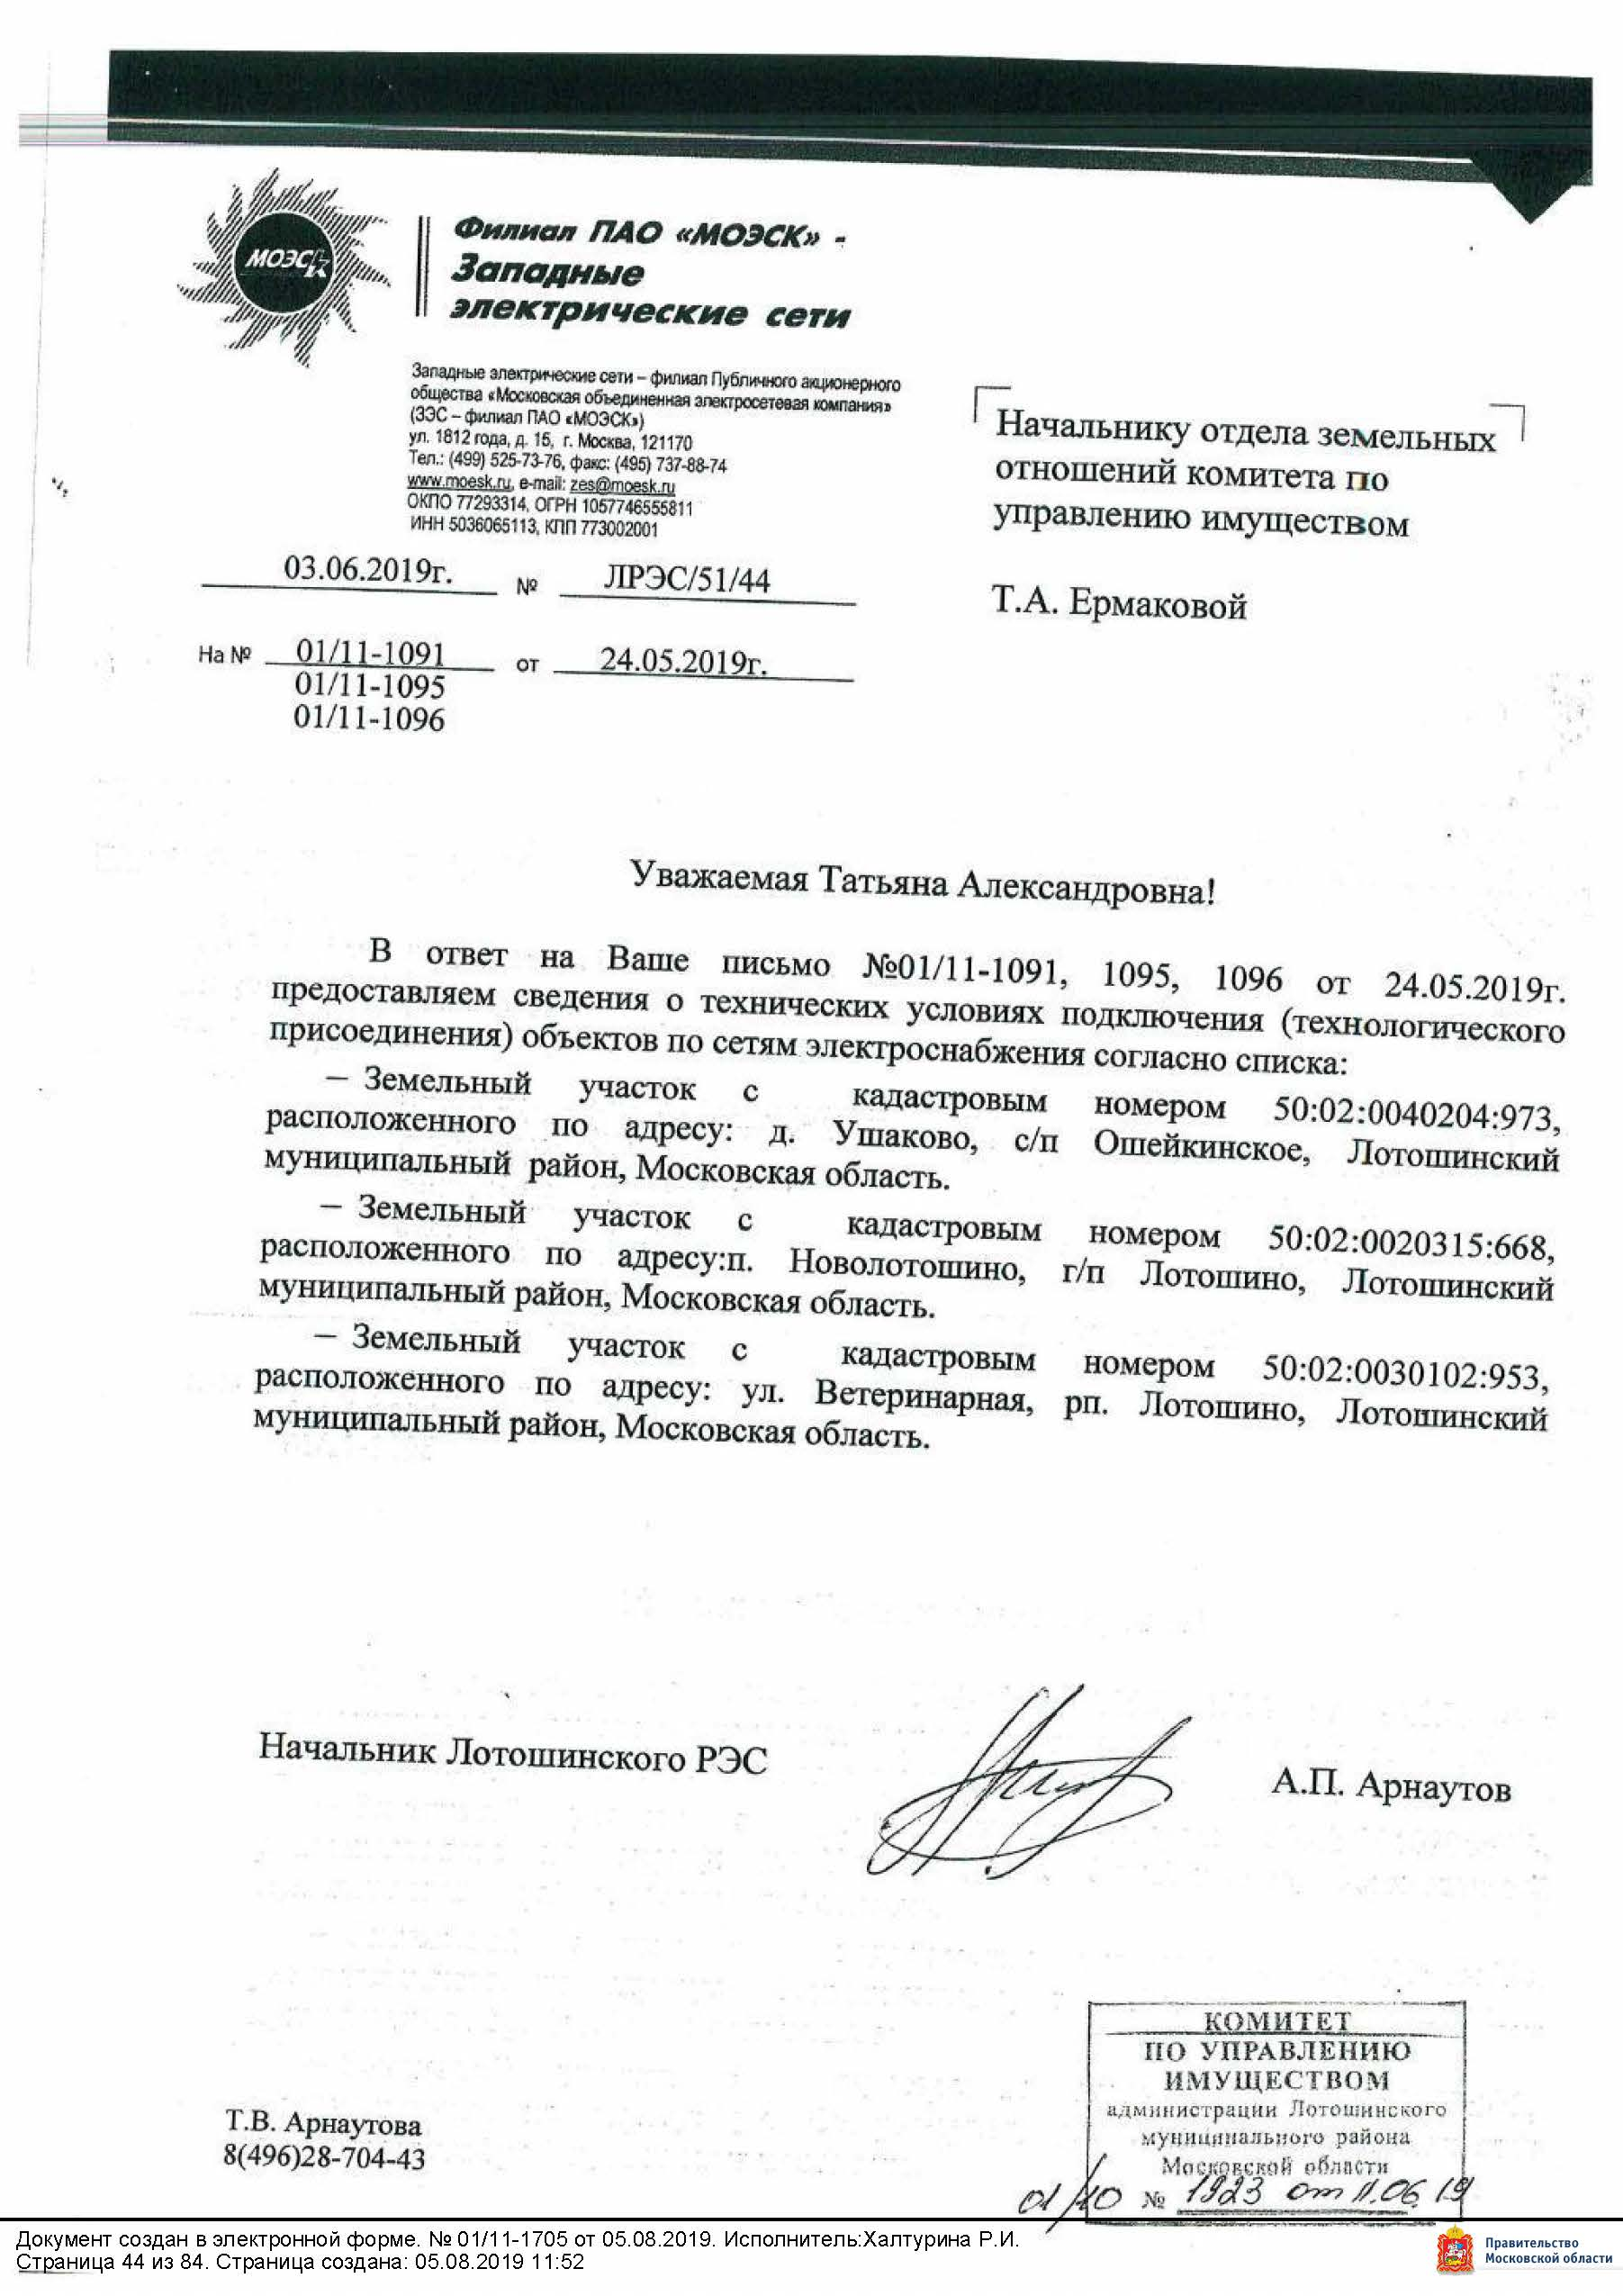 МОЭСК
Филиал ПАО «МОЭСК» -
Западные
электрические сети
Западные электрические сети – филиал Публичного акционерного
общества «Московская объединенная электросетевая компания»
(ЗЭС – филиал ПАО «МОЭСК»)
ул. 1812 года, д. 15, г. Москва, 121170
Тел.: (499) 525-73-76, факс: (495) 737-88-74
www.moesk.ru, e-mail: zes@moesk.ru
ОКПО 77293314, ОГРН 1057746555811
ИНН 5036065113, КПП 773002001
03.06.2019г. № ЛРЭС/51/44
На № 01/11-1091 от 24.05.2019г.
01/11-1095
01/11-1096
Начальнику отдела земельных
отношений комитета по
управлению имуществом
Т.А. Ермаковой
Уважаемая Татьяна Александровна!
В ответ на Ваше письмо №01/11-1091, 1095, 1096 от 24.05.2019г.
предоставляем сведения о технических условиях подключения (технологического
присоединения) объектов по сетям электроснабжения согласно списка:
– Земельный участок с кадастровым номером 50:02:0040204:973,
расположенного по адресу: д. Ушаково, с/п Ошейкинское, Лотошинский
муниципальный район, Московская область.
– Земельный участок с кадастровым номером 50:02:0020315:668,
расположенного по адресу:п. Новолотошино, г/п Лотошино, Лотошинский
муниципальный район, Московская область.
– Земельный участок с кадастровым номером 50:02:0030102:953,
расположенного по адресу: ул. Ветеринарная, рп. Лотошино, Лотошинский
муниципальный район, Московская область.
Начальник Лотошинского РЭС А.П. Арнаутов
Т.В. Арнаутова
8(496)28-704-43
КОМИТЕТ
ПО УПРАВЛЕНИЮ
ИМУЩЕСТВОМ
администрации Лотошинского
муниципального района
Московской области
01/10 № 1923 от 11.06.19
Документ создан в электронной форме. № 01/11-1705 от 05.08.2019. Исполнитель:Халтурина Р.И.
Страница 44 из 84. Страница создана: 05.08.2019 11:52
Правительство
Московской области